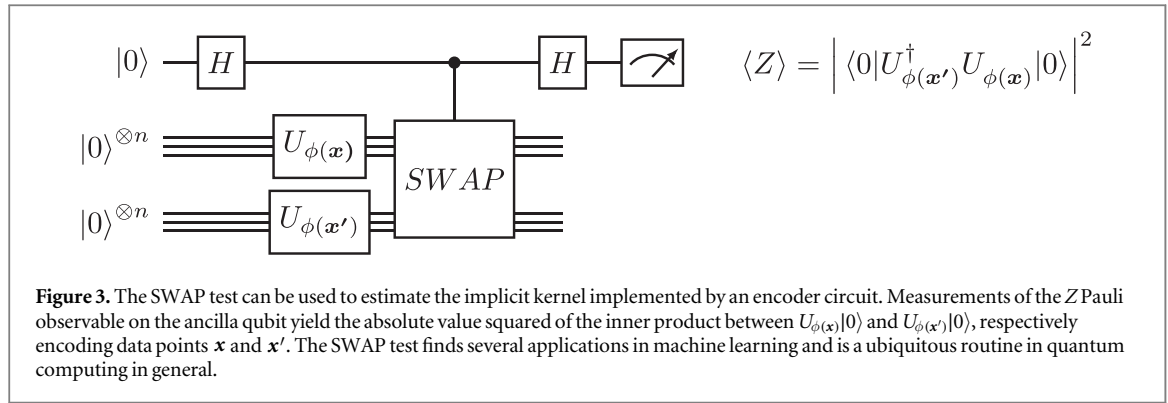 |0⟩ H H ⟨Z⟩ = |⟨0|U†ϕ(x′)Uϕ(x)|0⟩|²
|0⟩⊗n Uϕ(x)
SWAP
|0⟩⊗n Uϕ(x′)
Figure 3. The SWAP test can be used to estimate the implicit kernel implemented by an encoder circuit. Measurements of the Z Pauli
observable on the ancilla qubit yield the absolute value squared of the inner product between Uϕ(x)|0⟩ and Uϕ(x′)|0⟩, respectively
encoding data points x and x′. The SWAP test finds several applications in machine learning and is a ubiquitous routine in quantum
computing in general.